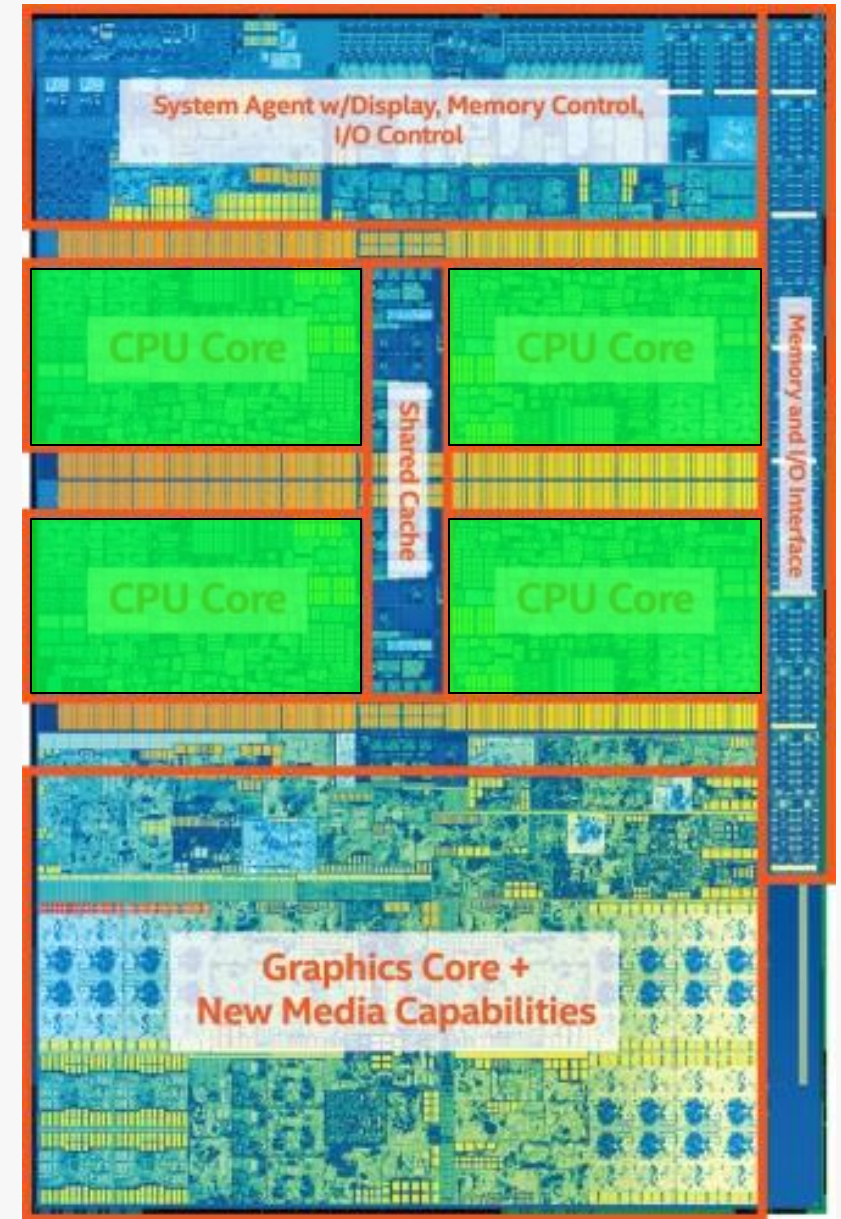 System Agent w/Display, Memory Control,
I/O Control
CPU Core
CPU Core
Shared Cache
Memory and I/O Interface
CPU Core
CPU Core
Graphics Core +
New Media Capabilities